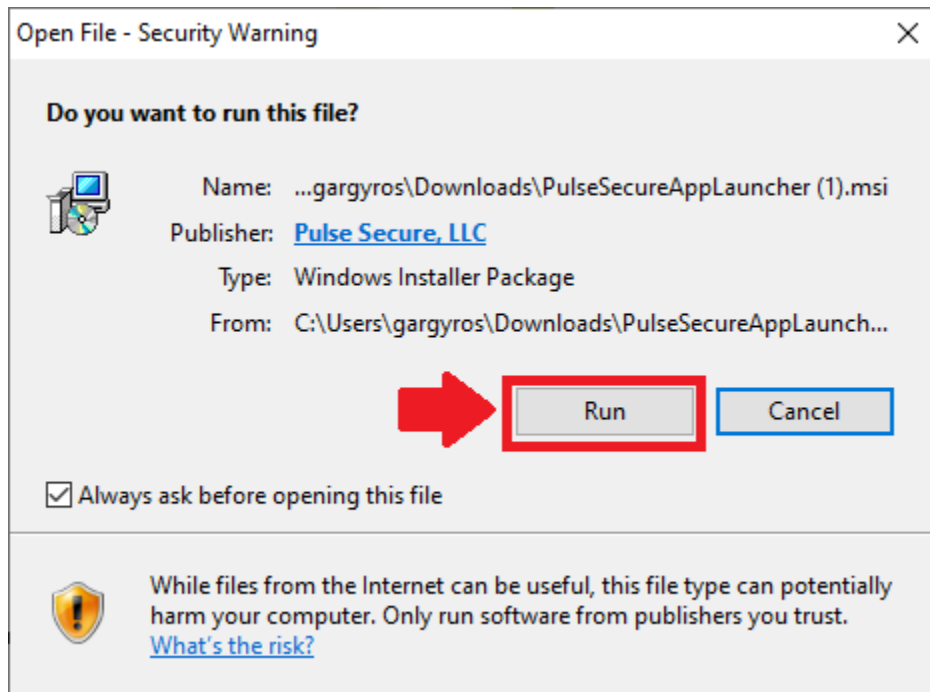 Open File - Security Warning
Do you want to run this file?
Name: ...gargyros\Downloads\PulseSecureAppLauncher (1).msi
Publisher: Pulse Secure, LLC
Type: Windows Installer Package
From: C:\Users\gargyros\Downloads\PulseSecureAppLaunch...
Run Cancel
Always ask before opening this file
While files from the Internet can be useful, this file type can potentially
harm your computer. Only run software from publishers you trust.
What's the risk?